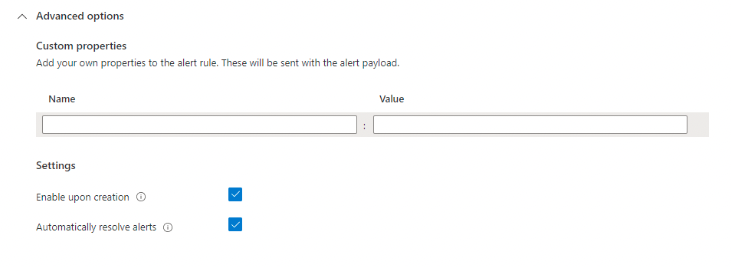 Advanced options
Custom properties
Add your own properties to the alert rule. These will be sent with the alert payload.
Name Value
:
Settings
Enable upon creation
Automatically resolve alerts